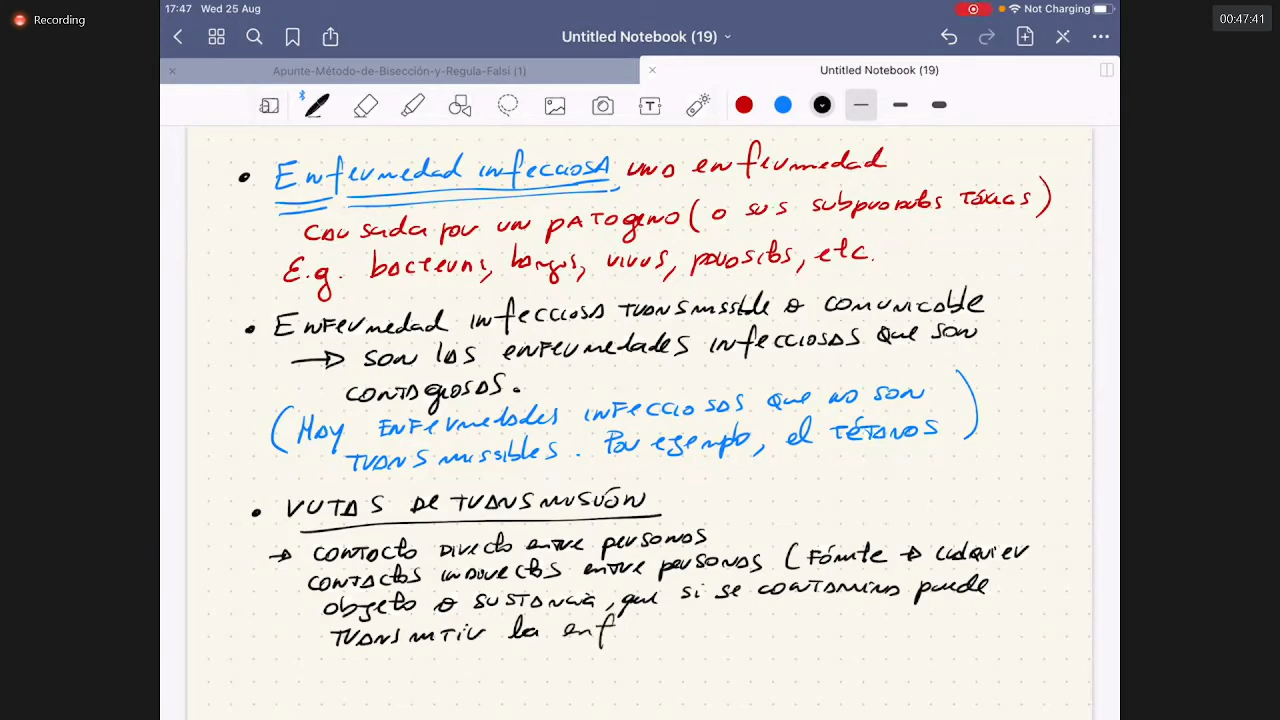 Recording
17:47 Wed 25 Aug
Not Charging
00:47:41
Untitled Notebook (19)
Apunte-Método-de-Bisección-y-Regula-Falsi (1)
Untitled Notebook (19)
• Enfermedad infecciosa una enfermedad
causada por un patogeno (o sus subproductos tóxicos)
E.g. bacterias, hongos, virus, parasitos, etc.
• Enfermedad infecciosa transmissible o comunicable
→ son las enfermedades infecciosas que son
contagiosas.
(Hay enfermedades infecciosas que no son
transmissibles. Por ejemplo, el tétanos)
• Rutas de transmisión
→ contacto directo entre personas
contactos indirectos entre personas (Fómite → cualquier
objeto o sustancia, que si se contamina puede
transmitir la enf